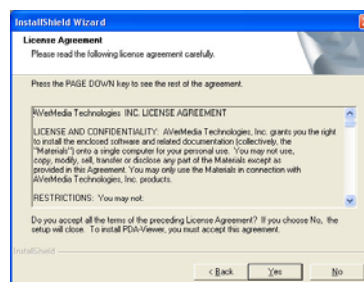 InstallShield Wizard
License Agreement
Please read the following license agreement carefully.
Press the PAGE DOWN key to see the rest of the agreement.
AVerMedia Technologies INC. LICENSE AGREEMENT
LICENSE AND CONFIDENTIALITY: AVerMedia Technologies, Inc. grants you the right
to install the enclosed software and related documentation (collectively, the
"Materials") onto a single computer for your personal use. You may not use,
copy, modify, sell, transfer or disclose any part of the Materials except as
provided in this Agreement. You may only use the Materials in connection with
AVerMedia Technologies, Inc. products.
RESTRICTIONS: You may not:
Do you accept all the terms of the preceding License Agreement? If you choose No, the
setup will close. To install PDA-Viewer, you must accept this agreement.
InstallShield
< Back Yes No